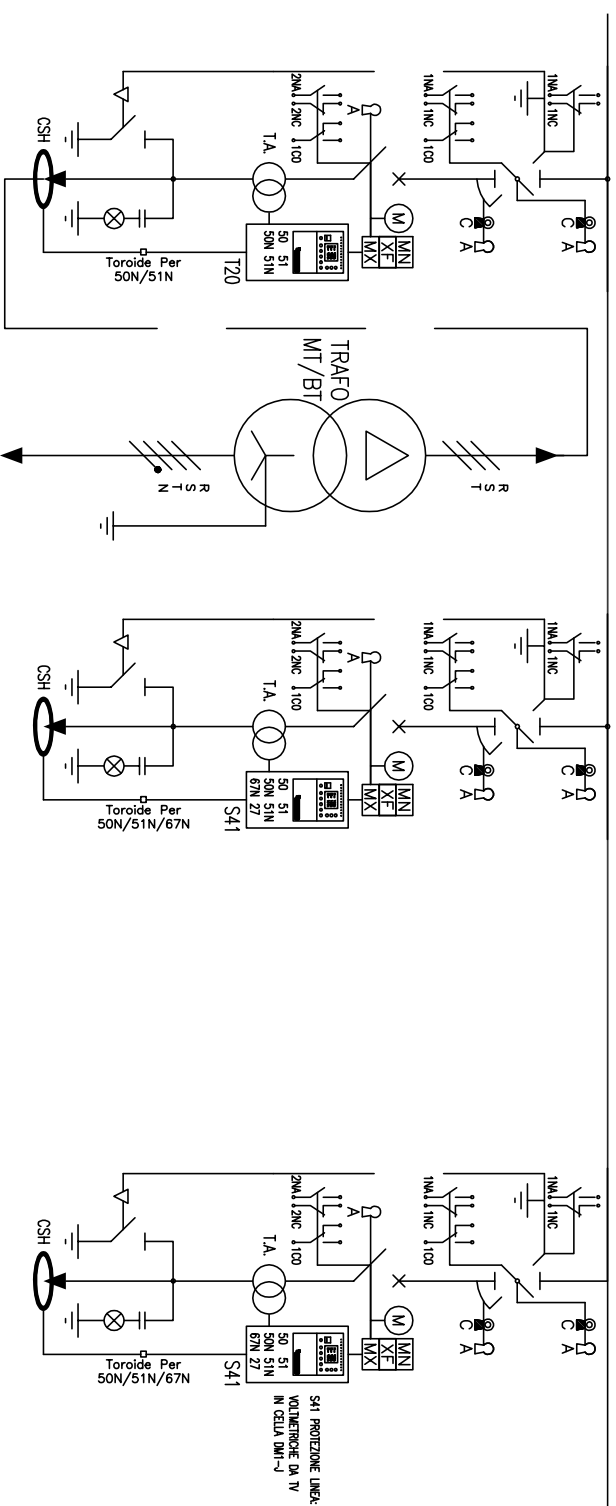 1NA 1NC
C A
1NA 1NC 1CO
C A
2NA 2NC 1CO
A
M
MN
XF
MX
T.A.
50 51
50N 51N
T20
CSH
Toroide Per
50N/51N
TRAFO
MT/BT
R S T
R S T N
1NA 1NC
C A
1NA 1NC 1CO
C A
2NA 2NC 1CO
A
M
MN
XF
MX
T.A.
50 51
50N 51N
67N 27
S41
CSH
Toroide Per
50N/51N/67N
1NA 1NC
C A
1NA 1NC 1CO
C A
2NA 2NC 1CO
A
M
MN
XF
MX
T.A.
50 51
50N 51N
67N 27
S41
CSH
Toroide Per
50N/51N/67N
S41 PROTEZIONE LINEA:
VOLTMETRICHE DA TV
IN CELLA DM1-J